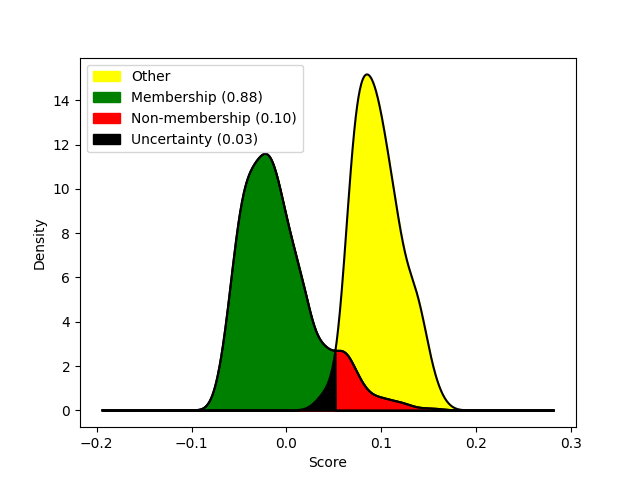 Other
Membership (0.88)
Non-membership (0.10)
Uncertainty (0.03)
14
12
10
8
6
4
2
0
Density
−0.2
−0.1
0.0
0.1
0.2
0.3
Score